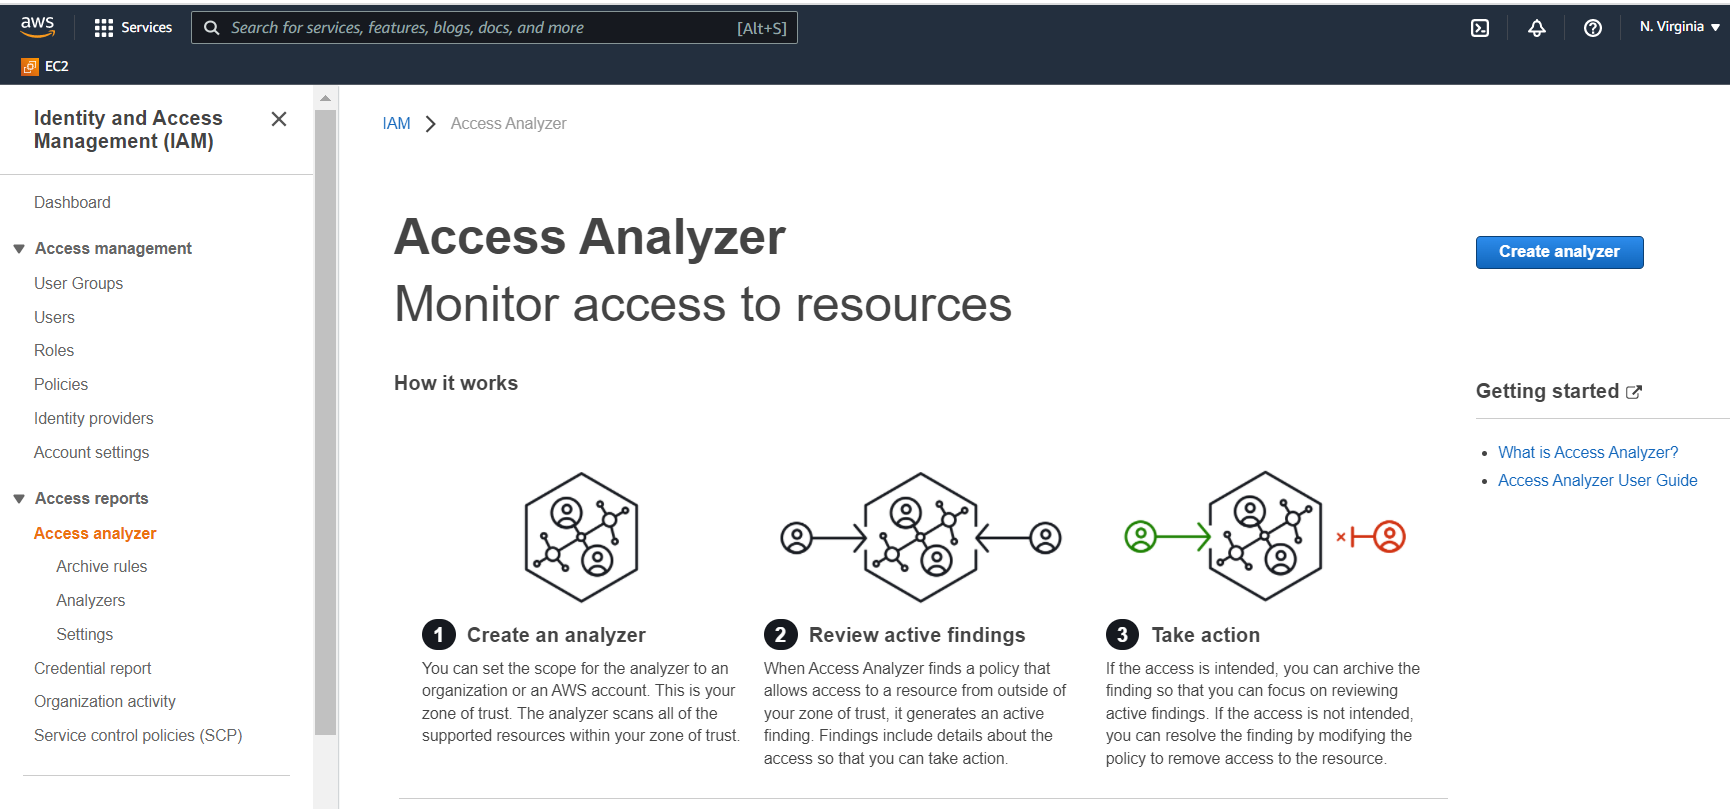 aws
Services
Search for services, features, blogs, docs, and more
[Alt+S]
N. Virginia
EC2
Identity and Access
Management (IAM)
Dashboard
Access management
User Groups
Users
Roles
Policies
Identity providers
Account settings
Access reports
Access analyzer
Archive rules
Analyzers
Settings
Credential report
Organization activity
Service control policies (SCP)
IAM
Access Analyzer
Access Analyzer
Monitor access to resources
Create analyzer
How it works
1 Create an analyzer
You can set the scope for the analyzer to an
organization or an AWS account. This is your
zone of trust. The analyzer scans all of the
supported resources within your zone of trust.
2 Review active findings
When Access Analyzer finds a policy that
allows access to a resource from outside of
your zone of trust, it generates an active
finding. Findings include details about the
access so that you can take action.
3 Take action
If the access is intended, you can archive the
finding so that you can focus on reviewing
active findings. If the access is not intended,
you can resolve the finding by modifying the
policy to remove access to the resource.
Getting started
What is Access Analyzer?
Access Analyzer User Guide